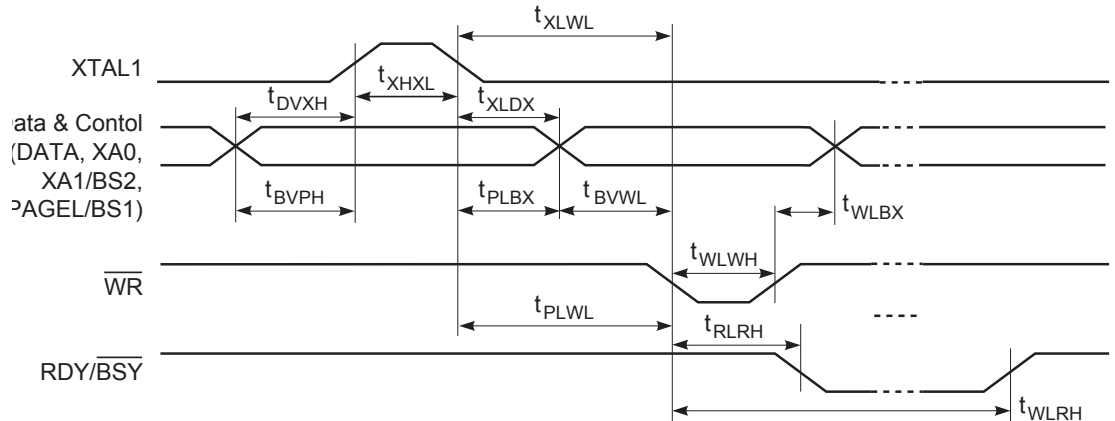 tXLWL
XTAL1
tXHXL
tDVXH
tXLDX
ata & Contol
(DATA, XA0,
XA1/BS2,
PAGEL/BS1)
tBVPH
tPLBX
tBVWL
tWLBX
WR
tWLWH
tPLWL
tRLRH
RDY/BSY
tWLRH